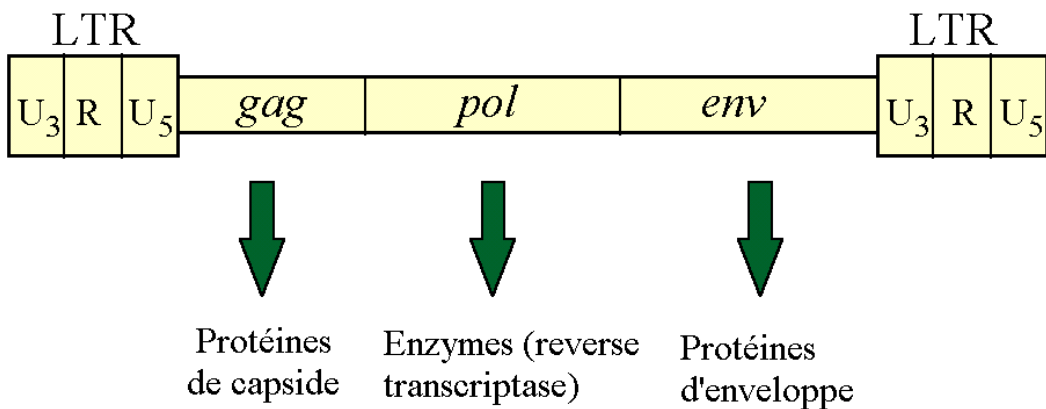 LTR LTR
U3 R U5 gag pol env U3 R U5
Protéines
de capside
Enzymes (reverse
transcriptase)
Protéines
d'enveloppe